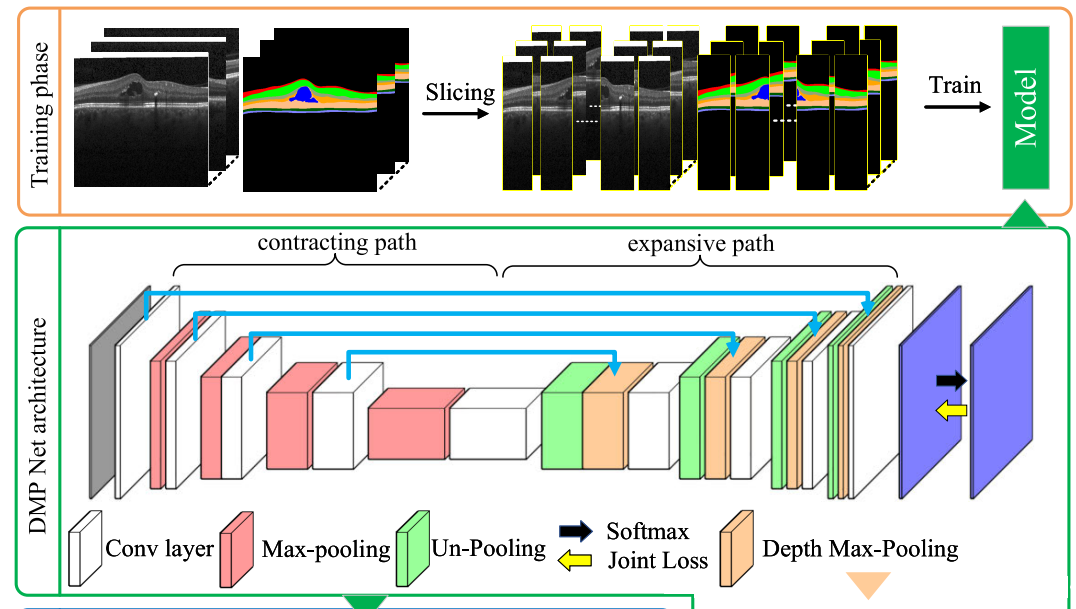 Training phase
Slicing
Train
Model
DMP Net architecture
contracting path
expansive path
Conv layer
Max-pooling
Un-Pooling
Softmax
Joint Loss
Depth Max-Pooling